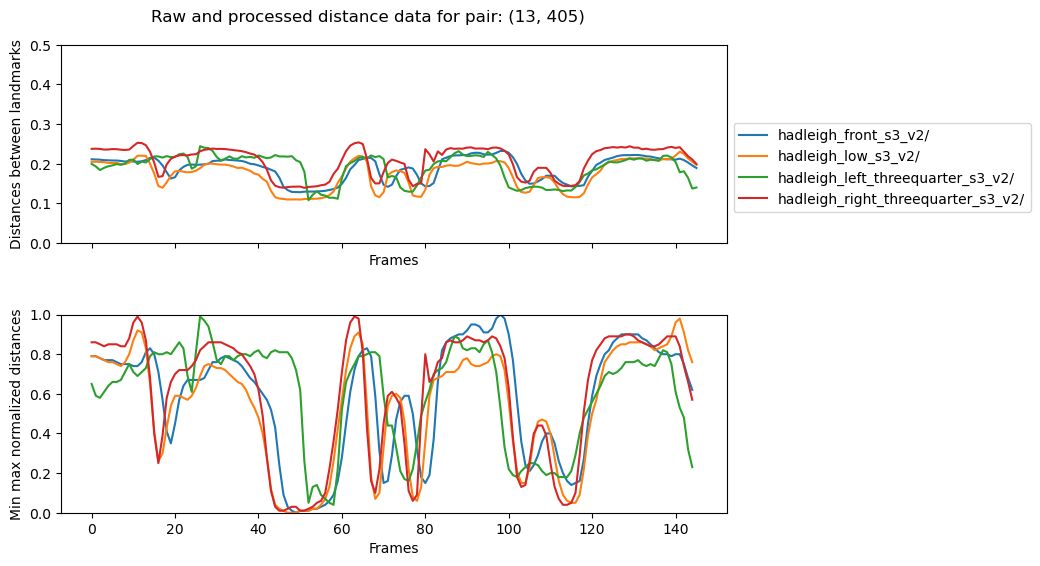 Raw and processed distance data for pair: (13, 405)
Distances between landmarks
0.5
0.4
0.3
0.2
0.1
0.0
Frames
hadleigh_front_s3_v2/
hadleigh_low_s3_v2/
hadleigh_left_threequarter_s3_v2/
hadleigh_right_threequarter_s3_v2/
Min max normalized distances
1.0
0.8
0.6
0.4
0.2
0.0
0 20 40 60 80 100 120 140
Frames